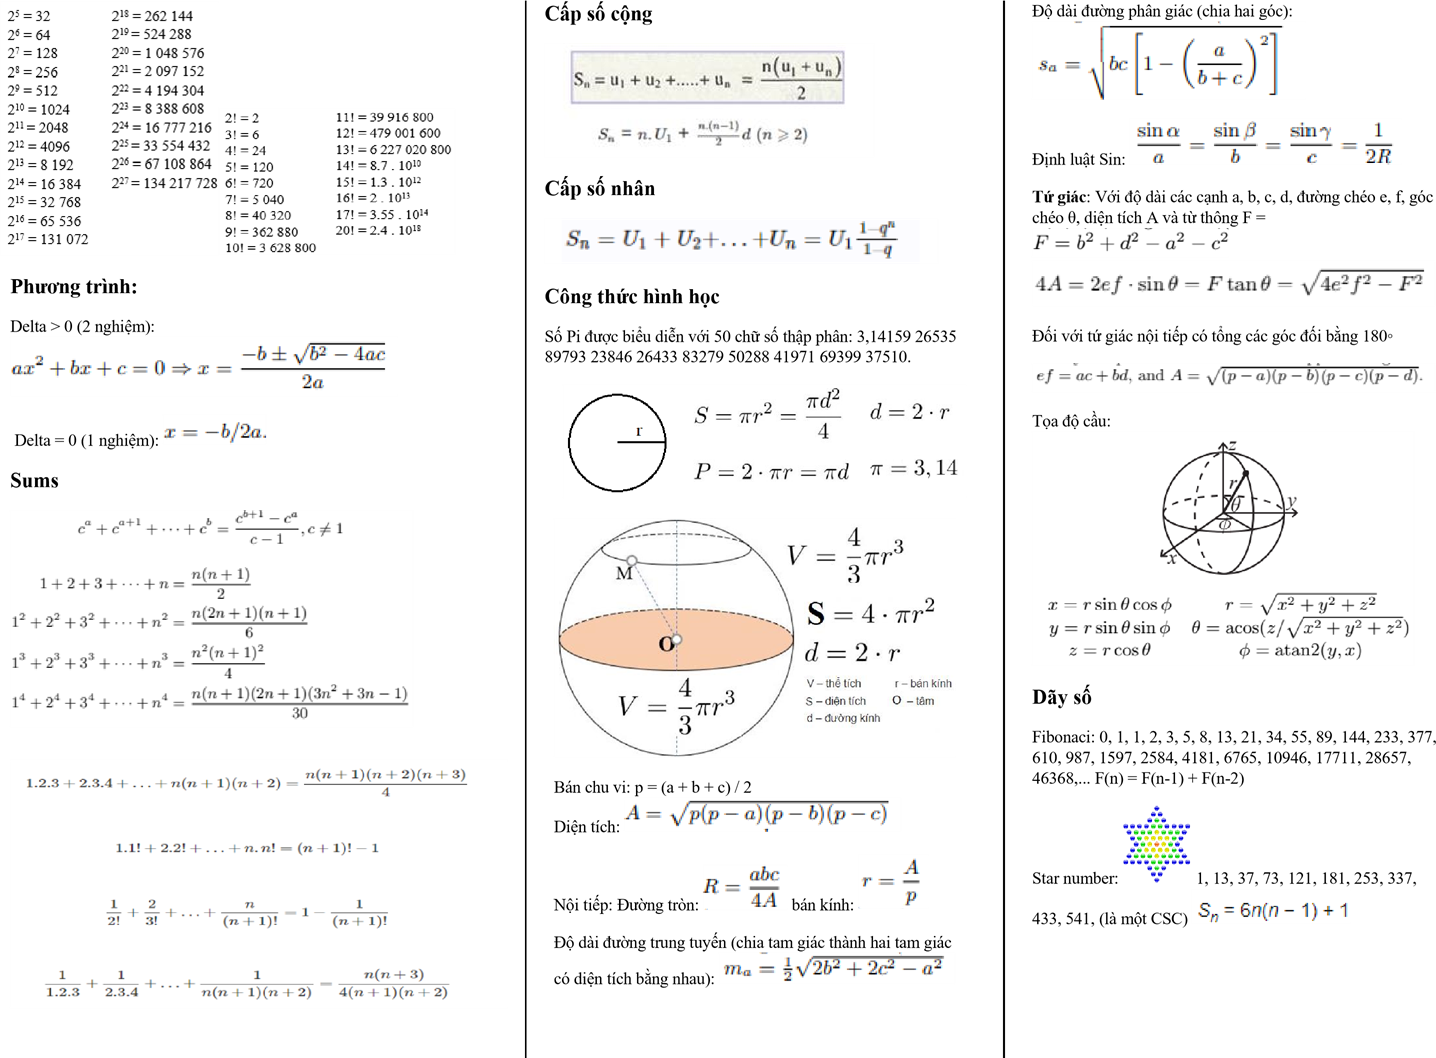 2⁵ = 32
2⁶ = 64
2⁷ = 128
2⁸ = 256
2⁹ = 512
2¹⁰ = 1024
2¹¹ = 2048
2¹² = 4096
2¹³ = 8 192
2¹⁴ = 16 384
2¹⁵ = 32 768
2¹⁶ = 65 536
2¹⁷ = 131 072
2¹⁸ = 262 144
2¹⁹ = 524 288
2²⁰ = 1 048 576
2²¹ = 2 097 152
2²² = 4 194 304
2²³ = 8 388 608
2²⁴ = 16 777 216
2²⁵ = 33 554 432
2²⁶ = 67 108 864
2²⁷ = 134 217 728
2! = 2
3! = 6
4! = 24
5! = 120
6! = 720
7! = 5 040
8! = 40 320
9! = 362 880
10! = 3 628 800
11! = 39 916 800
12! = 479 001 600
13! = 6 227 020 800
14! = 8.7 . 10¹⁰
15! = 1.3 . 10¹²
16! = 2 . 10¹³
17! = 3.55 . 10¹⁴
20! = 2.4 . 10¹⁸
Phương trình:
Delta > 0 (2 nghiệm):
ax² + bx + c = 0 ⇒ x = (−b ± √(b² − 4ac)) / 2a
Delta = 0 (1 nghiệm): x = −b/2a.
Sums
cᵃ + cᵃ⁺¹ + ··· + cᵇ = (cᵇ⁺¹ − cᵃ) / (c − 1), c ≠ 1
1 + 2 + 3 + ··· + n = n(n + 1) / 2
1² + 2² + 3² + ··· + n² = n(2n + 1)(n + 1) / 6
1³ + 2³ + 3³ + ··· + n³ = n²(n + 1)² / 4
1⁴ + 2⁴ + 3⁴ + ··· + n⁴ = n(n + 1)(2n + 1)(3n² + 3n − 1) / 30
1.2.3 + 2.3.4 + ... + n(n + 1)(n + 2) = n(n + 1)(n + 2)(n + 3) / 4
1.1! + 2.2! + ... + n.n! = (n + 1)! − 1
1/2! + 2/3! + ... + n/(n + 1)! = 1 − 1/(n + 1)!
1/1.2.3 + 1/2.3.4 + ... + 1/n(n + 1)(n + 2) = n(n + 3) / 4(n + 1)(n + 2)
Cấp số cộng
Sₙ = u₁ + u₂ +.....+ uₙ = n(u₁ + uₙ) / 2
Sₙ = n.U₁ + n.(n−1)/2 d (n ⩾ 2)
Cấp số nhân
Sₙ = U₁ + U₂+...+Uₙ = U₁ (1−qⁿ)/(1−q)
Công thức hình học
Số Pi được biểu diễn với 50 chữ số thập phân: 3,14159 26535
89793 23846 26433 83279 50288 41971 69399 37510.
r
S = πr² = πd²/4 d = 2 · r
P = 2 · πr = πd π = 3, 14
M
O
V = 4/3 πr³
S = 4 · πr²
d = 2 · r
V – thể tích r – bán kính
S – diện tích O – tâm
d – đường kính
V = 4/3 πr³
Bán chu vi: p = (a + b + c) / 2
Diện tích: A = √(p(p − a)(p − b)(p − c))
Nội tiếp: Đường tròn: R = abc/4A bán kính: r = A/p
Độ dài đường trung tuyến (chia tam giác thành hai tam giác
có diện tích bằng nhau): mₐ = ½√(2b² + 2c² − a²)
Độ dài đường phân giác (chia hai góc):
sₐ = √(bc [1 − (a/(b + c))²])
Định luật Sin: sin α/a = sin β/b = sin γ/c = 1/2R
Tứ giác: Với độ dài các cạnh a, b, c, d, đường chéo e, f, góc
chéo θ, diện tích A và từ thông F =
F = b² + d² − a² − c²
4A = 2ef · sin θ = F tan θ = √(4e²f² − F²)
Đối với tứ giác nội tiếp có tổng các góc đối bằng 180◦
ef = ac + bd, and A = √((p − a)(p − b)(p − c)(p − d)).
Tọa độ cầu:
z
r
θ
y
ϕ
x
x = r sin θ cos ϕ r = √(x² + y² + z²)
y = r sin θ sin ϕ θ = acos(z/√(x² + y² + z²))
z = r cos θ ϕ = atan2(y, x)
Dãy số
Fibonaci: 0, 1, 1, 2, 3, 5, 8, 13, 21, 34, 55, 89, 144, 233, 377,
610, 987, 1597, 2584, 4181, 6765, 10946, 17711, 28657,
46368,... F(n) = F(n-1) + F(n-2)
Star number: 1, 13, 37, 73, 121, 181, 253, 337,
433, 541, (là một CSC) Sₙ = 6n(n − 1) + 1